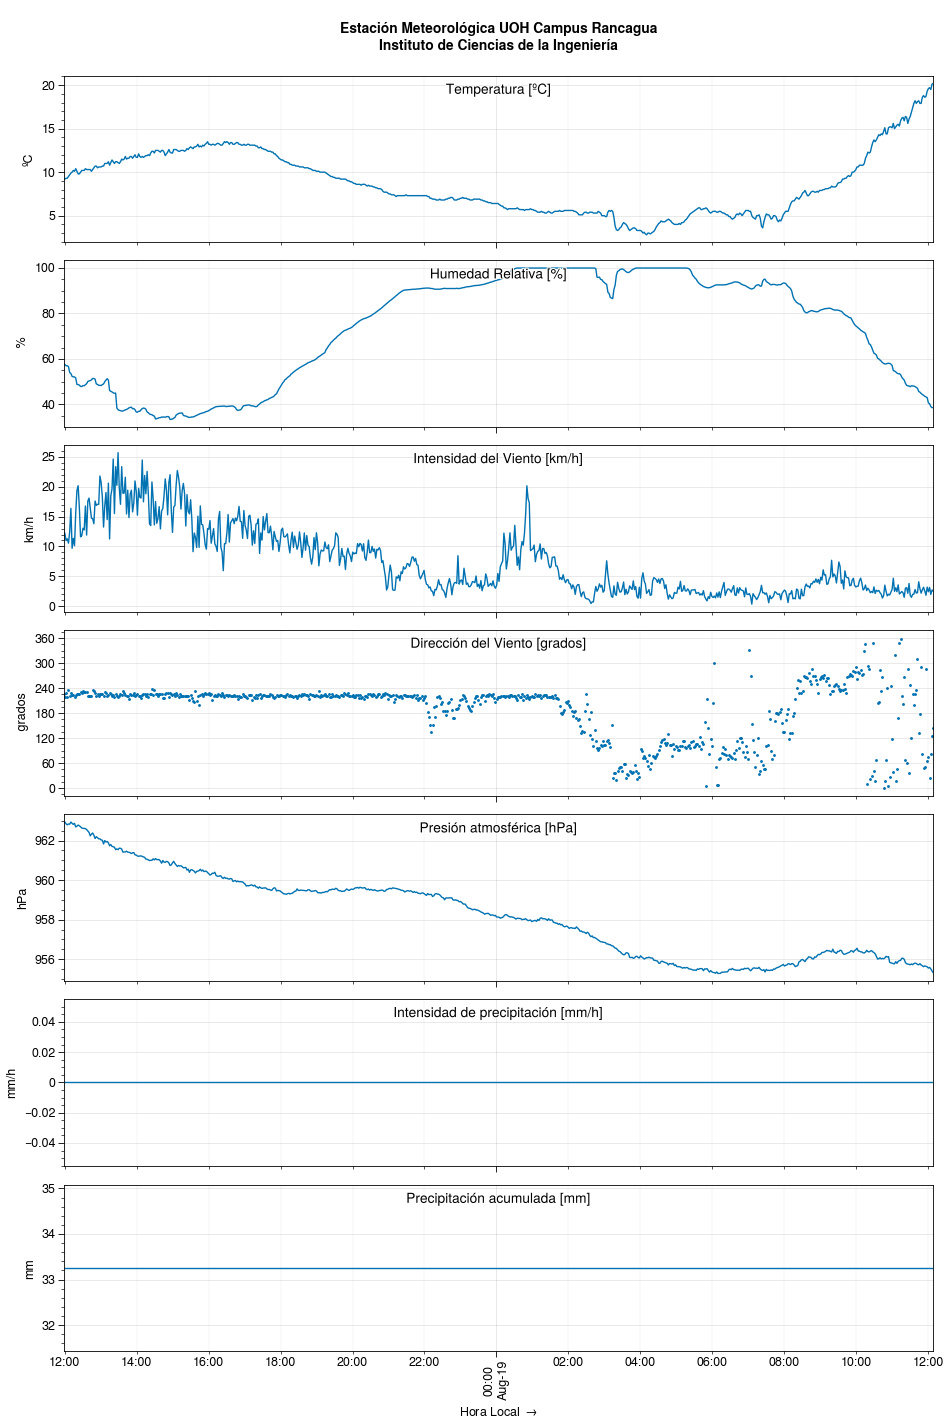 Estación Meteorológica UOH Campus Rancagua
Instituto de Ciencias de la Ingeniería
Temperatura [ºC]
20
15
10
5
ºC
Humedad Relativa [%]
100
80
60
40
%
Intensidad del Viento [km/h]
25
20
15
10
5
0
km/h
Dirección del Viento [grados]
360
300
240
180
120
60
0
grados
Presión atmosférica [hPa]
962
960
958
956
hPa
Intensidad de precipitación [mm/h]
0.04
0.02
0
−0.02
−0.04
mm/h
Precipitación acumulada [mm]
35
34
33
32
mm
12:00 14:00 16:00 18:00 20:00 22:00 00:00 02:00 04:00 06:00 08:00 10:00 12:00
Aug-19
Hora Local →